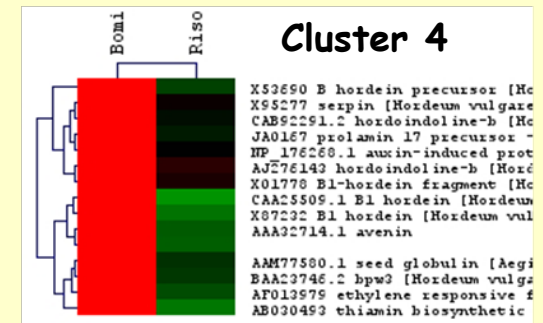 Bomi
Riso
Cluster 4
X53690 B hordein precursor [Ho
X95277 serpin [Hordeum vulgare
CAB92291.2 hordoindoline-b [Ho
JA0167 prolamin 17 precursor -
NP_176268.1 auxin-induced prot
AJ276143 hordoindoline-b [Hord
X01778 B1-hordein fragment [Ho
CAA25509.1 B1 hordein [Hordeum
X87232 B1 hordein [Hordeum vul
AAA32714.1 avenin
AAM77580.1 seed globulin [Aegi
BAA23746.2 bpw3 [Hordeum vulga
AF013979 ethylene responsive f
AB030493 thiamin biosynthetic